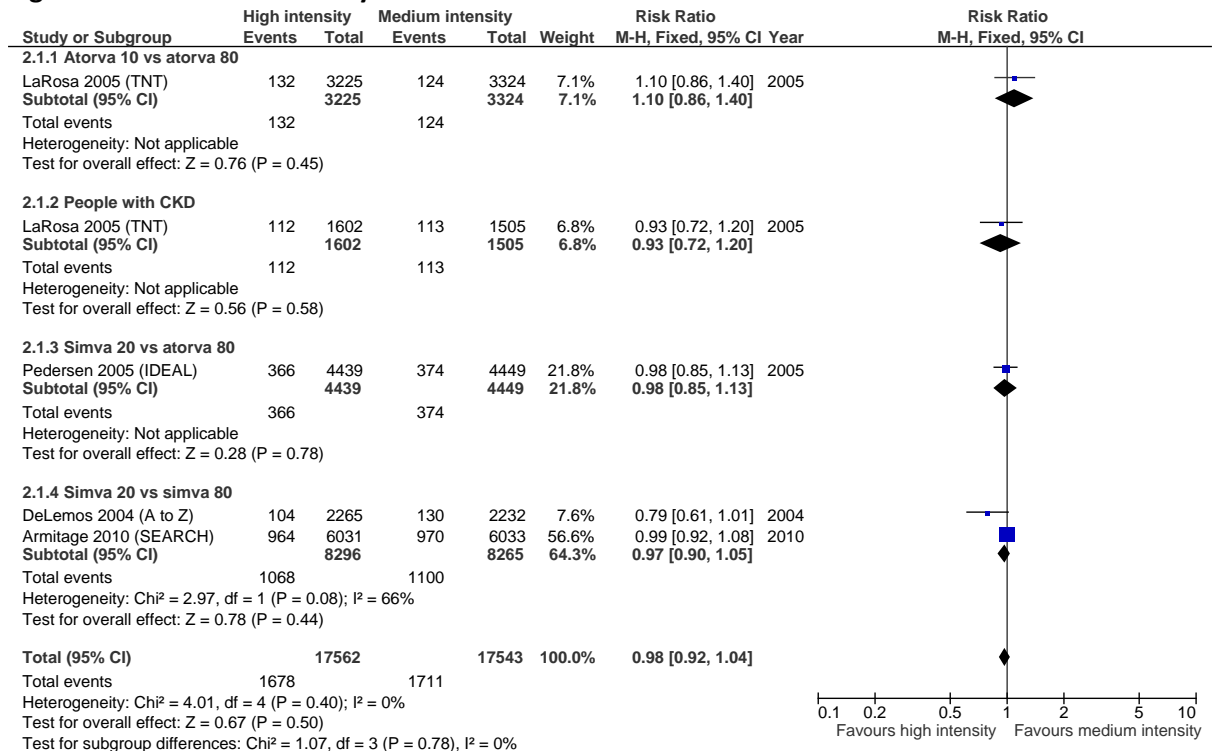 High intensity Medium intensity Risk Ratio Risk Ratio
Study or Subgroup Events Total Events Total Weight M-H, Fixed, 95% CI Year M-H, Fixed, 95% CI
2.1.1 Atorva 10 vs atorva 80
LaRosa 2005 (TNT) 132 3225 124 3324 7.1% 1.10 [0.86, 1.40] 2005
Subtotal (95% CI) 3225 3324 7.1% 1.10 [0.86, 1.40]
Total events 132 124
Heterogeneity: Not applicable
Test for overall effect: Z = 0.76 (P = 0.45)
2.1.2 People with CKD
LaRosa 2005 (TNT) 112 1602 113 1505 6.8% 0.93 [0.72, 1.20] 2005
Subtotal (95% CI) 1602 1505 6.8% 0.93 [0.72, 1.20]
Total events 112 113
Heterogeneity: Not applicable
Test for overall effect: Z = 0.56 (P = 0.58)
2.1.3 Simva 20 vs atorva 80
Pedersen 2005 (IDEAL) 366 4439 374 4449 21.8% 0.98 [0.85, 1.13] 2005
Subtotal (95% CI) 4439 4449 21.8% 0.98 [0.85, 1.13]
Total events 366 374
Heterogeneity: Not applicable
Test for overall effect: Z = 0.28 (P = 0.78)
2.1.4 Simva 20 vs simva 80
DeLemos 2004 (A to Z) 104 2265 130 2232 7.6% 0.79 [0.61, 1.01] 2004
Armitage 2010 (SEARCH) 964 6031 970 6033 56.6% 0.99 [0.92, 1.08] 2010
Subtotal (95% CI) 8296 8265 64.3% 0.97 [0.90, 1.05]
Total events 1068 1100
Heterogeneity: Chi² = 2.97, df = 1 (P = 0.08); I² = 66%
Test for overall effect: Z = 0.78 (P = 0.44)
Total (95% CI) 17562 17543 100.0% 0.98 [0.92, 1.04]
Total events 1678 1711
Heterogeneity: Chi² = 4.01, df = 4 (P = 0.40); I² = 0%
Test for overall effect: Z = 0.67 (P = 0.50)
Test for subgroup differences: Chi² = 1.07, df = 3 (P = 0.78), I² = 0%
0.1 0.2 0.5 1 2 5 10
Favours high intensity Favours medium intensity